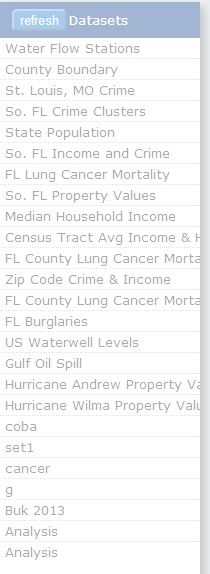 refresh Datasets
Water Flow Stations
County Boundary
St. Louis, MO Crime
So. FL Crime Clusters
State Population
So. FL Income and Crime
FL Lung Cancer Mortality
So. FL Property Values
Median Household Income
Census Tract Avg Income & H
FL County Lung Cancer Morta
Zip Code Crime & Income
FL County Lung Cancer Morta
FL Burglaries
US Waterwell Levels
Gulf Oil Spill
Hurricane Andrew Property Va
Hurricane Wilma Property Valu
coba
set1
cancer
g
Buk 2013
Analysis
Analysis